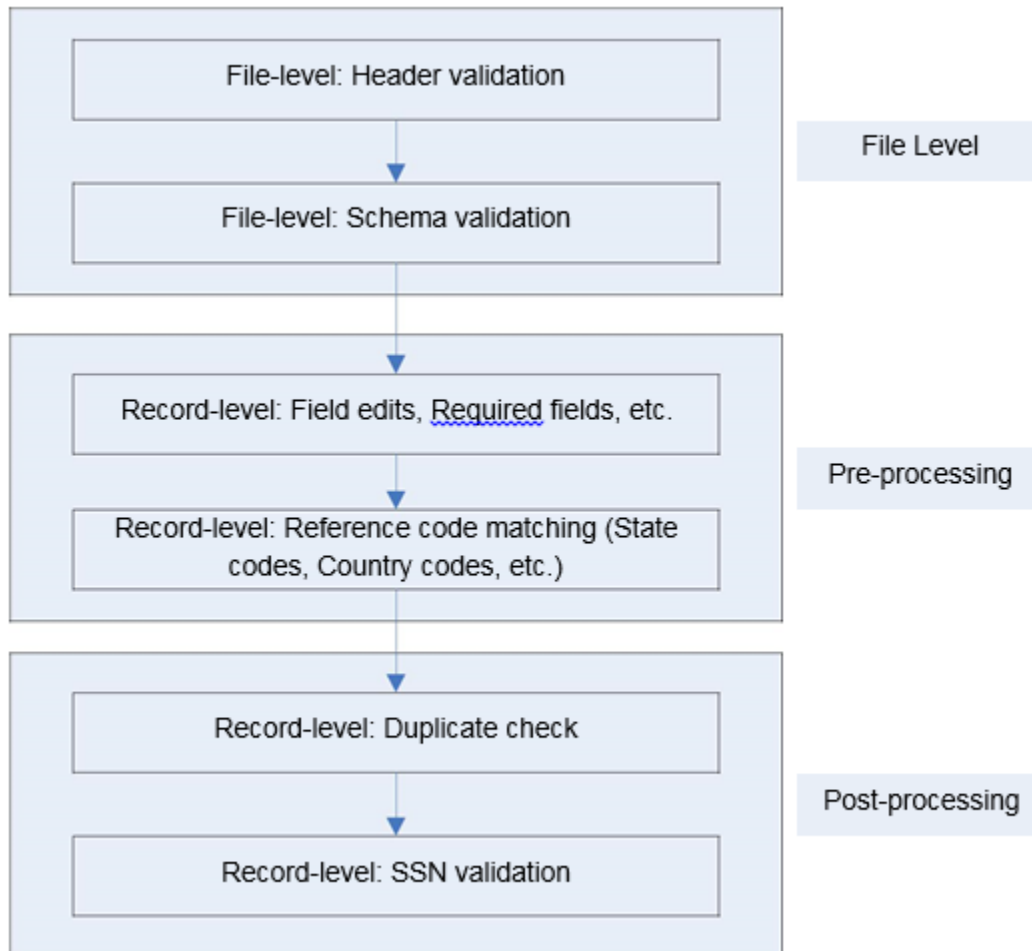 File-level: Header validation
File Level
File-level: Schema validation
Record-level: Field edits, Required fields, etc.
Pre-processing
Record-level: Reference code matching (State
codes, Country codes, etc.)
Record-level: Duplicate check
Post-processing
Record-level: SSN validation